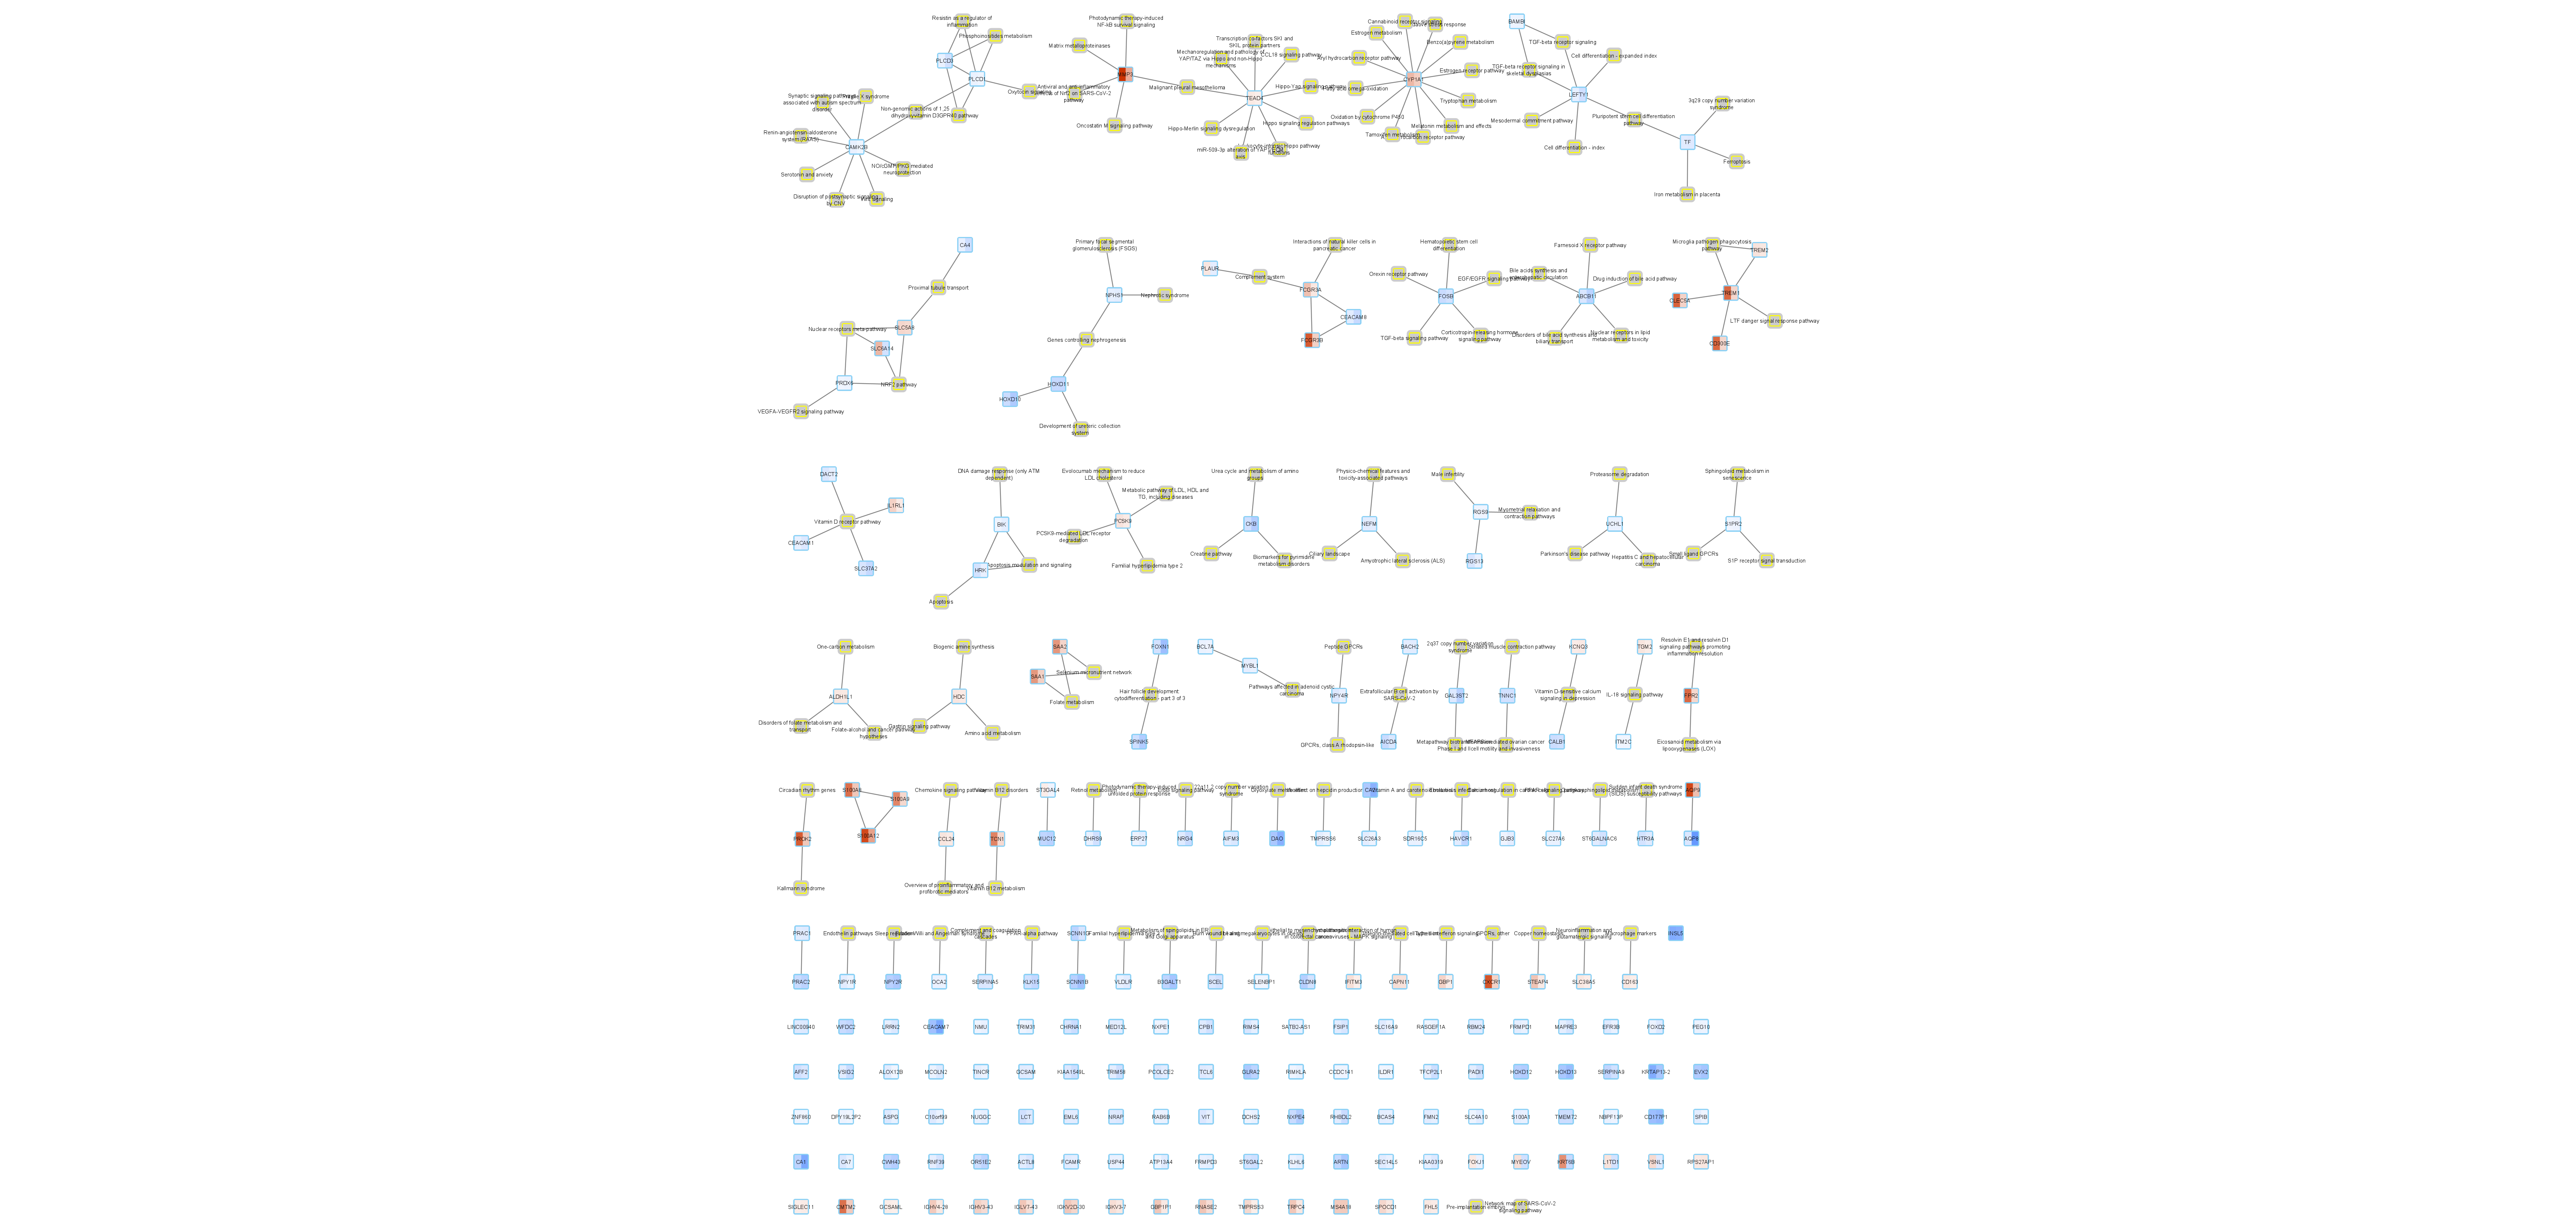 Resistin as a regulator of
inflammation
Phosphoinositides metabolism
PLCD3
PLCD1
Oxytocin signaling
Synaptic signaling pathways
associated with autism spectrum
disorder
Fragile X syndrome
Non-genomic actions of 1,25
dihydroxyvitamin D3
GPR40 pathway
Renin-angiotensin-aldosterone
system (RAAS)
CAMK2B
NO/cGMP/PKG mediated
neuroprotection
Serotonin and anxiety
Disruption of postsynaptic signaling
by CNV
Wnt signaling
Photodynamic therapy-induced
NF-kB survival signaling
Matrix metalloproteinases
MMP3
Antiviral and anti-inflammatory
effects of Nrf2 on SARS-CoV-2
pathway
Malignant pleural mesothelioma
Oncostatin M signaling pathway
Transcription co-factors SKI and
SKIL protein partners
Mechanoregulation and pathology of
YAP/TAZ via Hippo and non-Hippo
mechanisms
CCL18 signaling pathway
Hippo-Yap signaling pathway
TEAD4
Hippo-Merlin signaling dysregulation
Hippo signaling regulation pathways
miR-509-3p alteration of YAP1/ECM
axis
Cannabinoid receptor signaling
Estrogen metabolism
Benzo(a)pyrene metabolism
Aryl hydrocarbon receptor pathway
Estrogen receptor pathway
CYP1A1
Fatty acid omega-oxidation
Tryptophan metabolism
Oxidation by cytochrome P450
Melatonin metabolism and effects
Tamoxifen metabolism
BAMBI
TGF-beta receptor signaling
Cell differentiation - expanded index
TGF-beta receptor signaling in
skeletal dysplasias
LEFTY1
Mesodermal commitment pathway
Pluripotent stem cell differentiation
pathway
Cell differentiation - index
3q29 copy number variation
syndrome
TF
Ferroptosis
Iron metabolism in placenta
CA4
Proximal tubule transport
Nuclear receptors meta-pathway
SLC5A8
SLC6A14
PRDX6
NRF2 pathway
VEGFA-VEGFR2 signaling pathway
Primary focal segmental
glomerulosclerosis (FSGS)
NPHS1
Nephrotic syndrome
Genes controlling nephrogenesis
HOXD11
HOXD10
Development of ureteric collection
system
Interactions of natural killer cells in
pancreatic cancer
PLAUR
Complement system
FCGR3A
CEACAM8
FCGR3B
Hematopoietic stem cell
differentiation
Orexin receptor pathway
EGF/EGFR signaling pathway
FOSB
TGF-beta signaling pathway
Corticotropin-releasing hormone
signaling pathway
Farnesoid X receptor pathway
Bile acids synthesis and
enterohepatic circulation
Drug induction of bile acid pathway
ABCB11
Disorders of bile acid synthesis and
biliary transport
Nuclear receptors in lipid
metabolism and toxicity
Microglia pathogen phagocytosis
pathway
TREM2
CLEC5A
TREM1
LTF danger signal response pathway
CD300E
DACT2
IL1RL1
Vitamin D receptor pathway
CEACAM1
SLC37A2
DNA damage response (only ATM
dependent)
BIK
HRK
Apoptosis modulation and signaling
Apoptosis
Evolocumab mechanism to reduce
LDL cholesterol
Metabolic pathway of LDL, HDL and
TG, including diseases
PCSK9
PCSK9-mediated LDL receptor
degradation
Familial hyperlipidemia type 2
Urea cycle and metabolism of amino
groups
CKB
Creatine pathway
Biomarkers for pyrimidine
metabolism disorders
Physico-chemical features and
toxicity-associated pathways
NEFM
Ciliary landscape
Amyotrophic lateral sclerosis (ALS)
Male infertility
RGS9
Myometrial relaxation and
contraction pathways
RGS13
Proteasome degradation
UCHL1
Parkinson's disease pathway
Hepatitis C and hepatocellular
carcinoma
Sphingolipid metabolism in
senescence
S1PR2
Small ligand GPCRs
S1P receptor signal transduction
One-carbon metabolism
ALDH1L1
Disorders of folate metabolism and
transport
Folate-alcohol and cancer pathway
hypotheses
Biogenic amine synthesis
HDC
Gastrin signaling pathway
Amino acid metabolism
SAA2
SAA1
Selenium micronutrient network
Folate metabolism
FOXN1
Hair follicle development
cytodifferentiation - part 3 of 3
SPINK5
BCL7A
MYBL1
Pathways affected in adenoid cystic
carcinoma
Peptide GPCRs
NPY4R
GPCRs, class A rhodopsin-like
BACH2
Extrafollicular B cell activation by
SARS-CoV-2
AICDA
2q37 copy number variation
syndrome
GAL3ST2
Striated muscle contraction pathway
TNNC1
KCNQ3
Vitamin D-sensitive calcium
signaling in depression
CALB1
TGM2
IL-18 signaling pathway
ITM2C
Resolvin E1 and resolvin D1
signaling pathways promoting
inflammation resolution
FPR2
Eicosanoid metabolism via
lipoxygenases (LOX)
Circadian rhythm genes
PROK2
Kallmann syndrome
S100A8
S100A9
S100A12
Chemokine signaling pathway
CCL24
Overview of proinflammatory and
profibrotic mediators
Vitamin B12 disorders
TCN1
Vitamin B12 metabolism
ST3GAL4
MUC12
Retinol metabolism
DHRS9
Photodynamic therapy-induced
unfolded protein response
ERP27
NRG4
22q11.2 copy number variation
syndrome
AIFM3
DAO
TMPRSS6
SLC26A3
SDR16C5
HAVCR1
GJB3
SLC27A6
ST6GALNAC6
Sudden infant death syndrome
(SIDS) susceptibility pathways
HTR3A
AQP9
AQP8
PRAC1
PRAC2
Endothelin pathways
NPY1R
NPY2R
OCA2
Complement and coagulation
cascades
SERPINA5
PPAR-alpha pathway
KLK15
SCNN1B
VLDLR
B3GALT1
SCEL
SELENBP1
CLDN8
IFITM3
CAPN11
GBP1
GPCRs, other
CXCR1
Copper homeostasis
STEAP4
Neuroinflammation and
glutamatergic signaling
SLC38A5
Macrophage markers
CD163
INSL5
LINC00940 WFDC2 LRRN2 CEACAM7 NMU TRIM31 CHRNA1 MED12L NXPE1 CPB1 RIMS4 SATB2-AS1 FSIP1 SLC16A9 RASGEF1A RBM24 FRMPD1 MAPRE3 EFR3B FOXD2 PEG10
AFF2 VSIG2 ALOX12B MCOLN2 TINCR GCSAM KIAA1549L TRIM58 PCOLCE2 TCL6 GLRA2 RIMKLA CCDC141 ILDR1 TFCP2L1 PADI1 HOXD12 HOXD13 SERPINA9 KRTAP13-2 EVX2
ZNF860 DPY19L2P2 ASPG C10orf99 NUGGC LCT EML6 NRAP RAB6B VIT DCHS2 NXPE4 RHBDL2 BCAS4 FMN2 SLC4A10 S100A1 TMEM72 NBPF13P CD177P1 SPIB
CA1 CA7 CWH43 RNF39 OR51E2 ACTL8 FCAMR USP44 ATP13A4 FRMPD3 ST6GAL2 KLHL6 ARTN SEC14L5 KIAA0319 FOXJ1 MYEOV KRT6B L1TD1 VSNL1 RPS27AP1
SIGLEC11 CMTM2 GCSAML IGHV4-28 IGHV3-43 IGLV7-43 IGKV2D-30 IGKV3-7 GBP1P1 RNASE2 TMPRSS3 TRPC4 MS4A18 SPOCD1 FHL5 Pre-implantation embryo Network map of SARS-CoV-2
signaling pathway